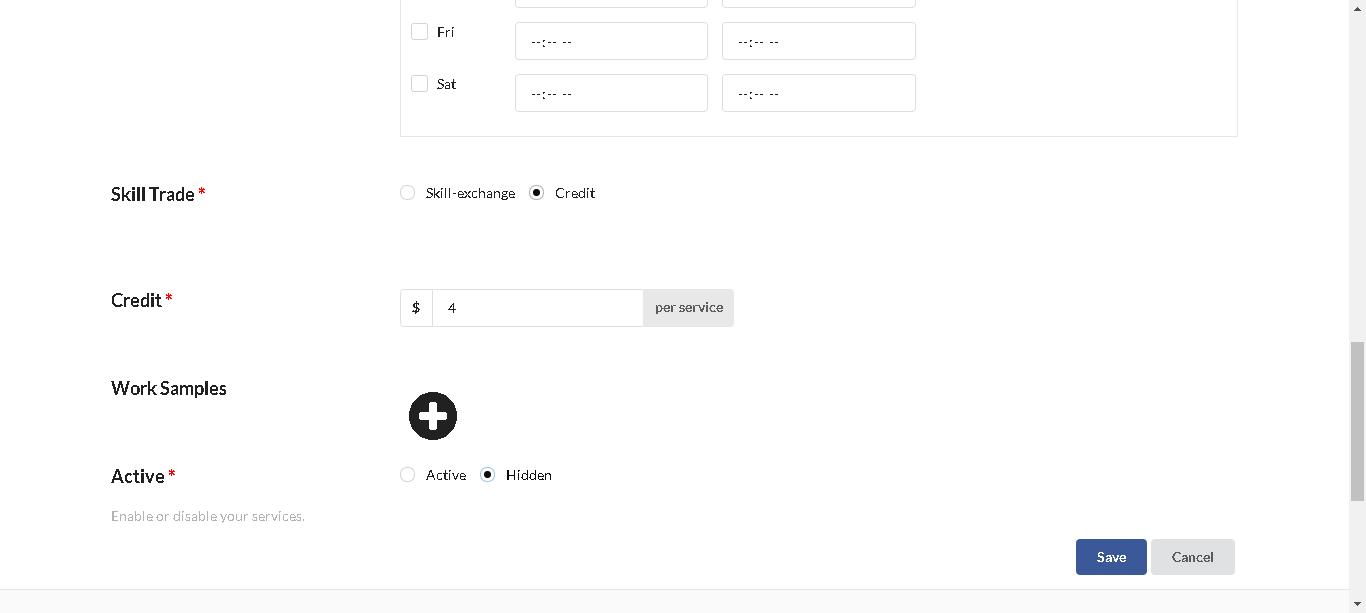 Fri --:-- -- --:-- --
Sat --:-- -- --:-- --
Skill Trade * Skill-exchange Credit
Credit * $ 4 per service
Work Samples
Active * Active Hidden
Enable or disable your services.
Save Cancel